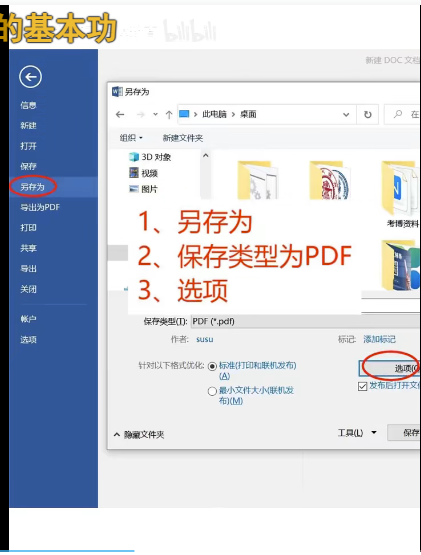 的基本功
bilibili
新建 DOC 文档
信息
新建
打开
保存
另存为
导出为PDF
打印
共享
导出
关闭
帐户
选项
另存为
此电脑 > 桌面
在
组织
新建文件夹
3D 对象
视频
图片
考博资料
1、另存为
2、保存类型为PDF
3、选项
保存类型(T): PDF (*.pdf)
作者: susu
标记: 添加标记
针对以下格式优化:
标准(打印和联机发布)
(A)
最小文件大小(联机发
布)(M)
选项(O
发布后打开文件
隐藏文件夹
工具(L)
保存